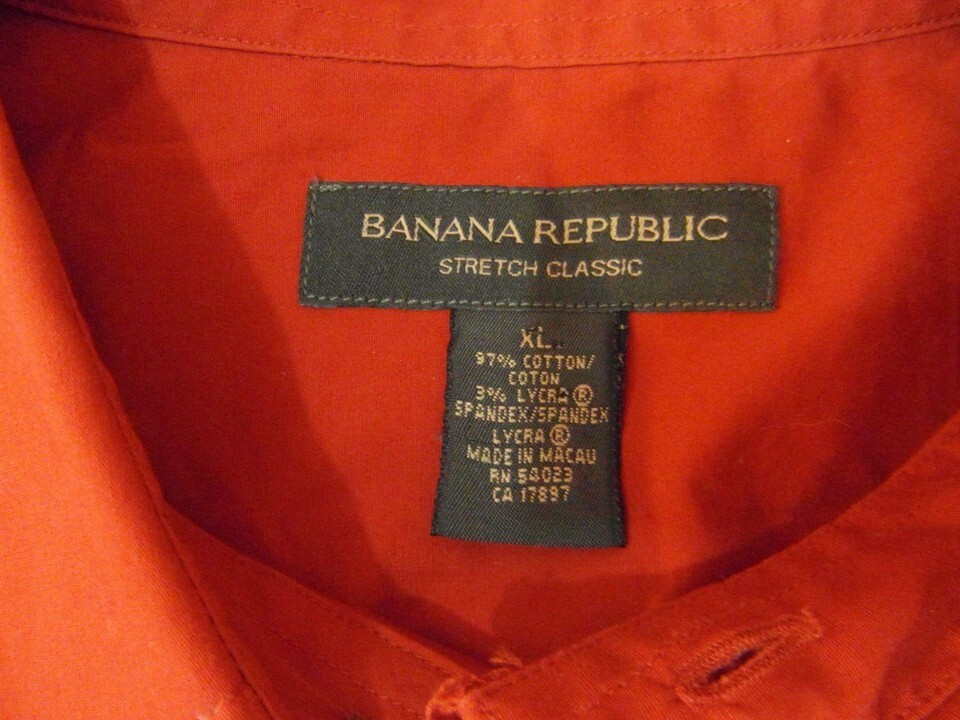 BANANA REPUBLIC
STRETCH CLASSIC
XL
97% COTTON/
COTON
3% LYCRA ®
SPANDEX/SPANDEX
LYCRA ®
MADE IN MACAU
RN 54023
CA 17897